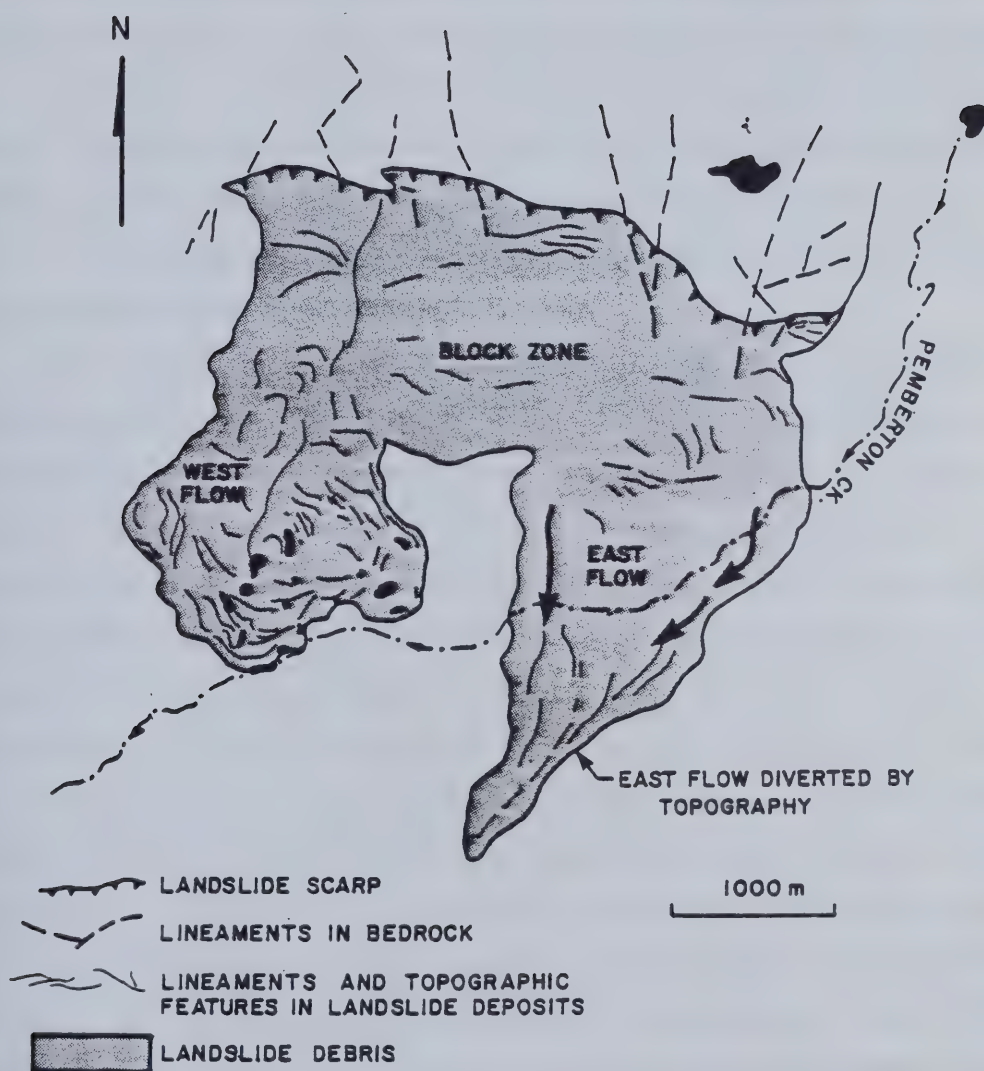 N
BLOCK ZONE
PEMBERTON CK.
WEST
FLOW
EAST
FLOW
EAST FLOW DIVERTED BY
TOPOGRAPHY
LANDSLIDE SCARP
1000 m
LINEAMENTS IN BEDROCK
LINEAMENTS AND TOPOGRAPHIC
FEATURES IN LANDSLIDE DEPOSITS
LANDSLIDE DEBRIS